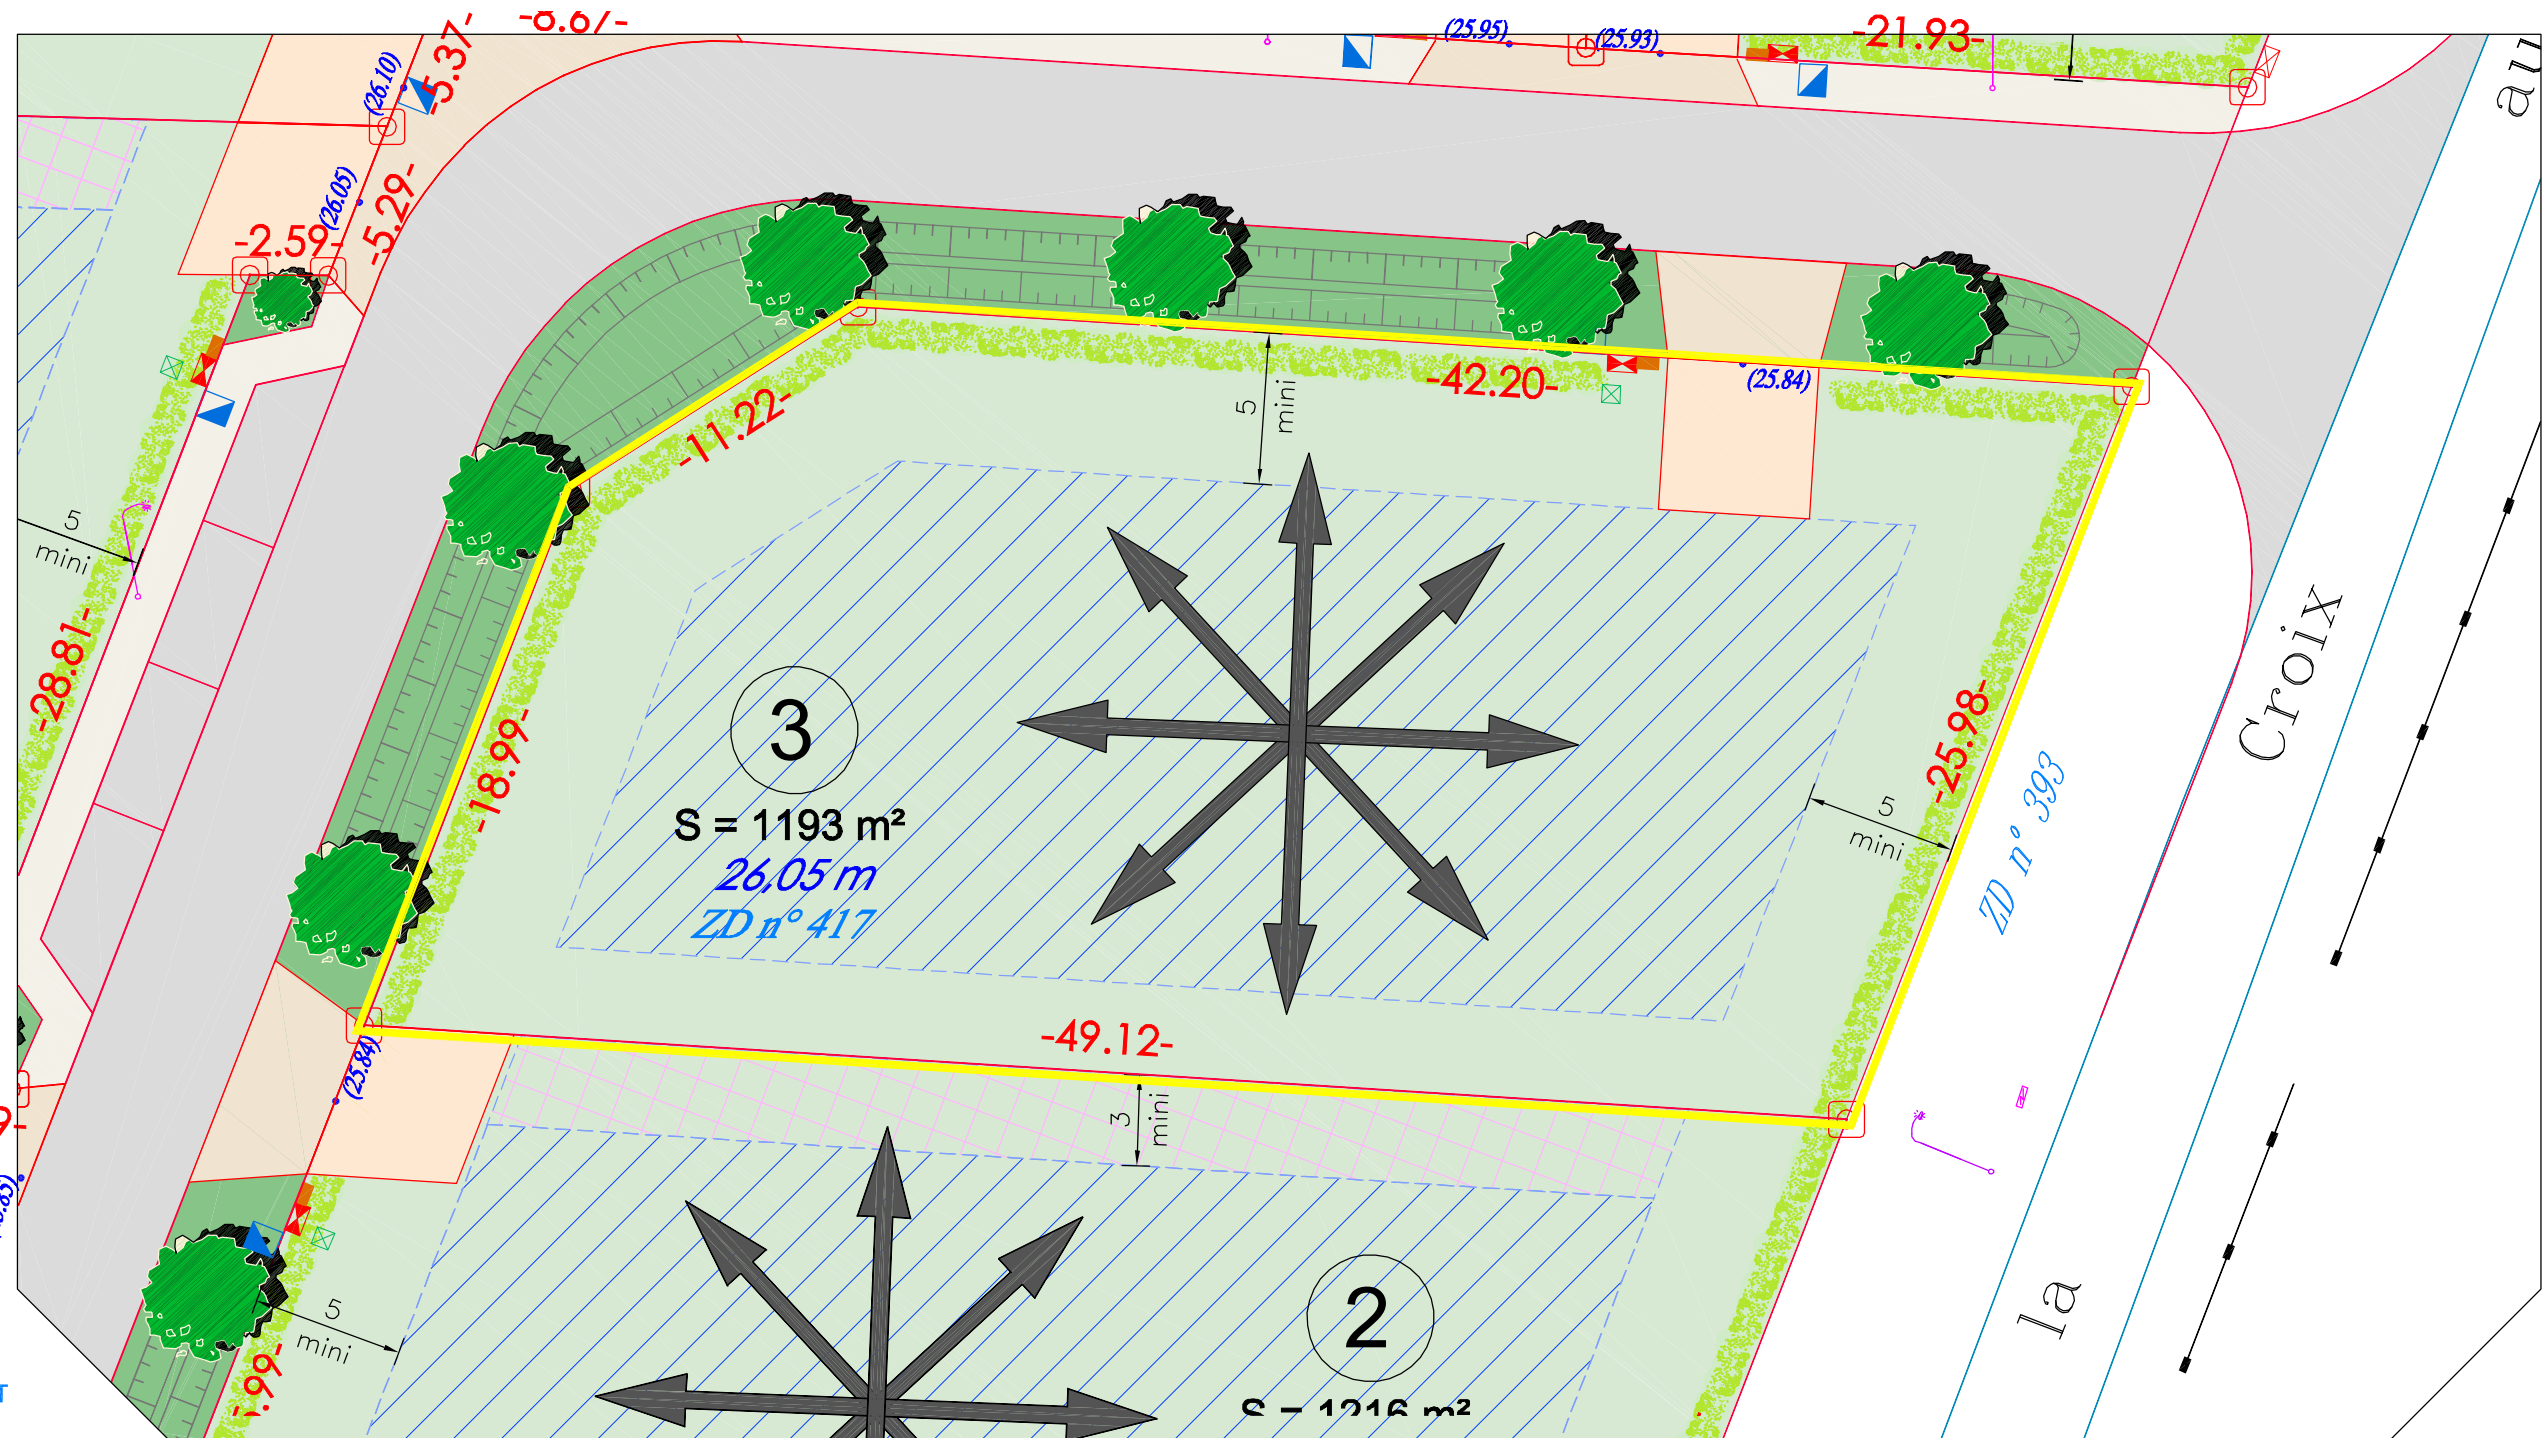 -5.37-
(25.95)
(25.93)
-21.93-
au
(26.10)
(26.05)
-5.29-
-2.59-
-42.20-
(25.84)
5
mini
-11.22-
5
mini
-28.81-
-18.99-
3
S = 1193 m²
26,05 m
ZD n° 417
-25.98-
5
mini
ZD n° 393
Croix
-49.12-
(25.84)
3
mini
2
S = 1216 m²
5
mini
la